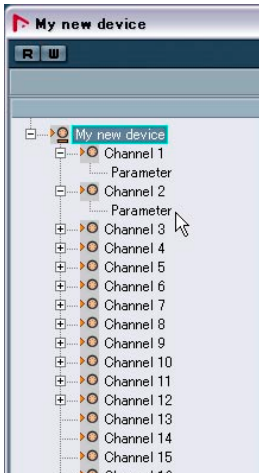 My new device
R W
My new device
Channel 1
Parameter
Channel 2
Parameter
Channel 3
Channel 4
Channel 5
Channel 6
Channel 7
Channel 8
Channel 9
Channel 10
Channel 11
Channel 12
Channel 13
Channel 14
Channel 15